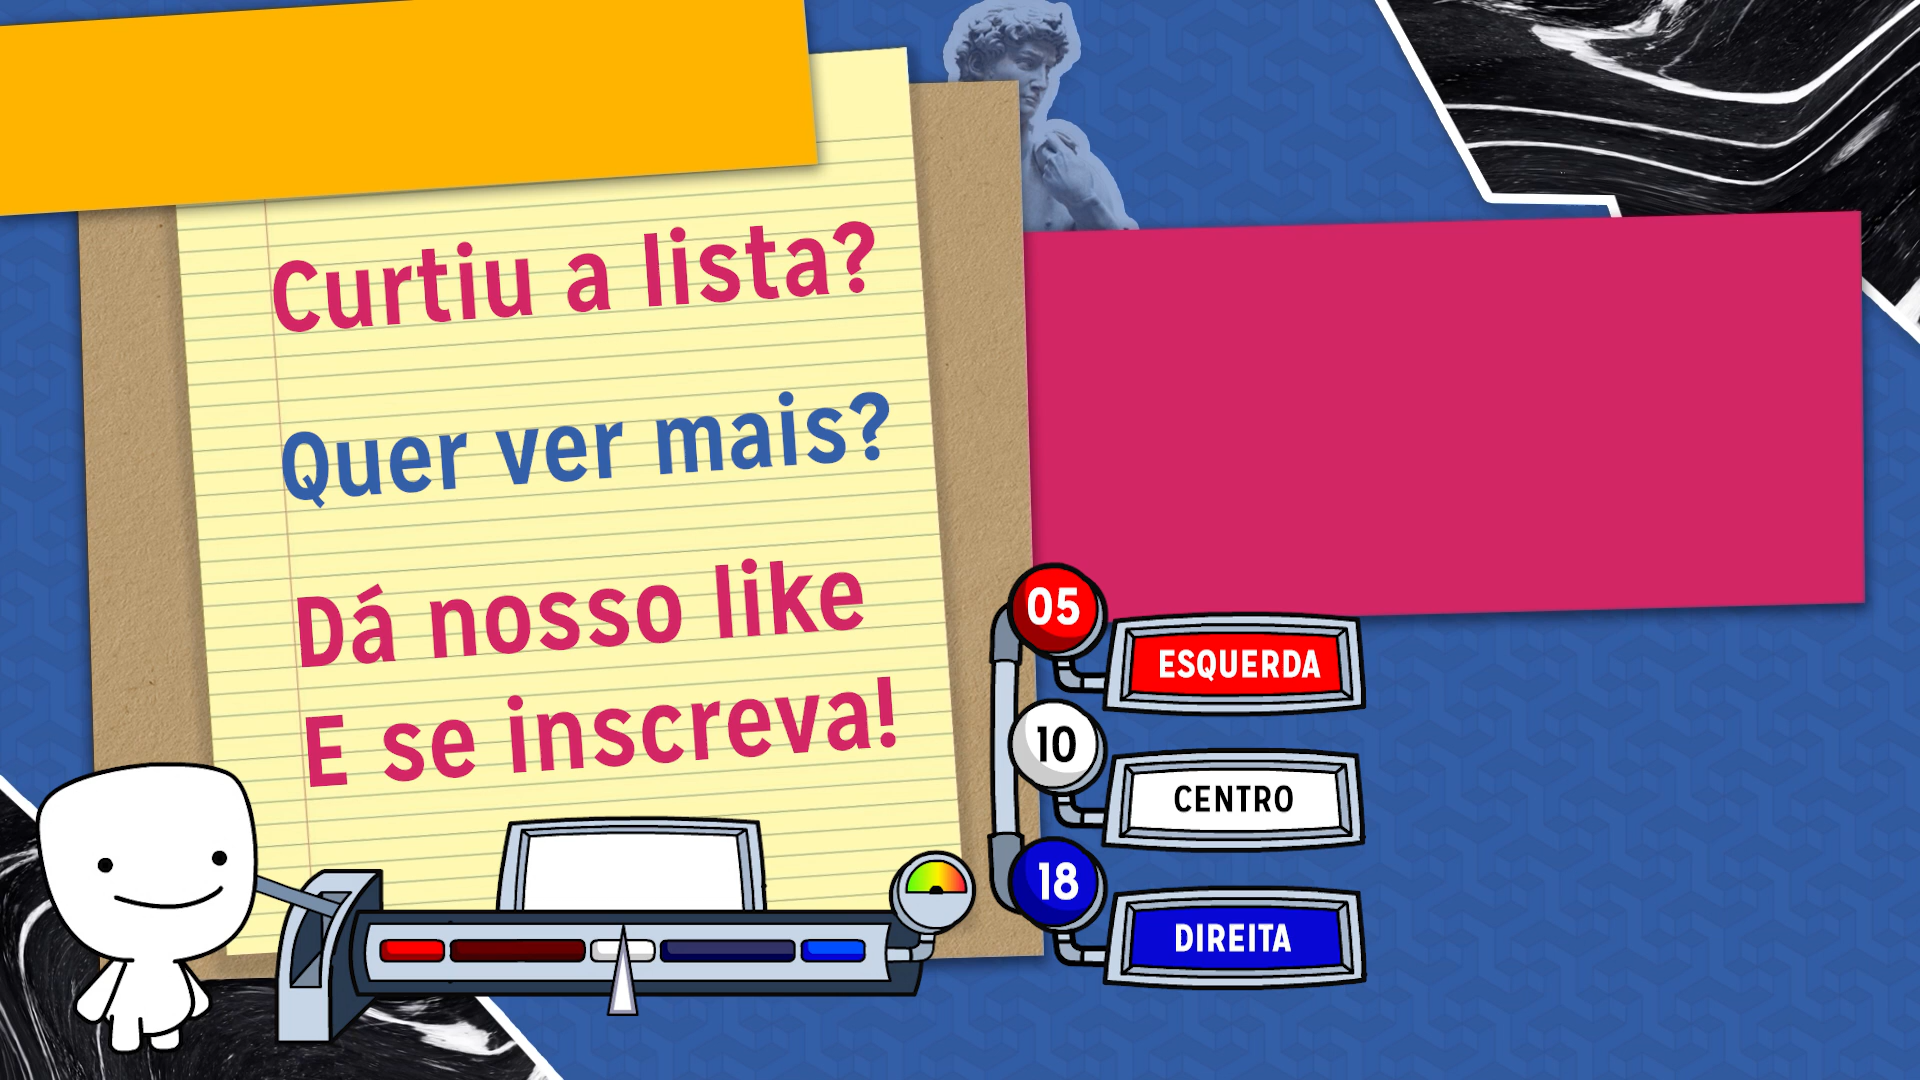 Curtiu a lista?
Quer ver mais?
Dá nosso like
E se inscreva!
05
ESQUERDA
10
CENTRO
18
DIREITA